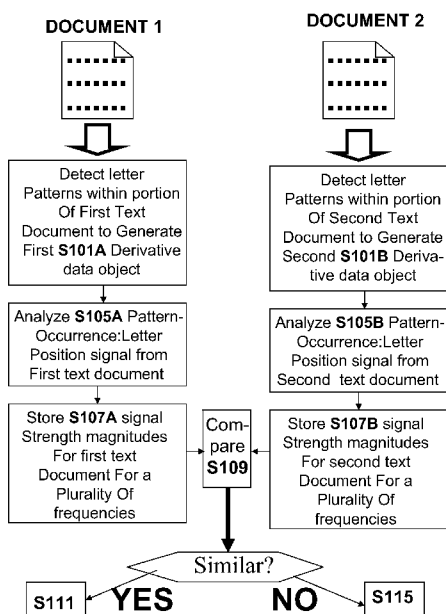 DOCUMENT 1
Detect letter
Patterns within portion
Of First Text
Document to Generate
First S101A Derivative
data object
Analyze S105A Pattern-
Occurrence:Letter
Position signal from
First text document
Store S107A signal
Strength magnitudes
For first text
Document For a
Plurality Of
frequencies
DOCUMENT 2
Detect letter
Patterns within portion
Of Second Text
Document to Generate
Second S101B Deriva-
tive data object
Analyze S105B Pattern-
Occurrence:Letter
Position signal from
Second text document
Store S107B signal
Strength magnitudes
For second text
Document For a
Plurality Of
frequencies
Com-
pare
S109
Similar?
S111
YES
NO
S115